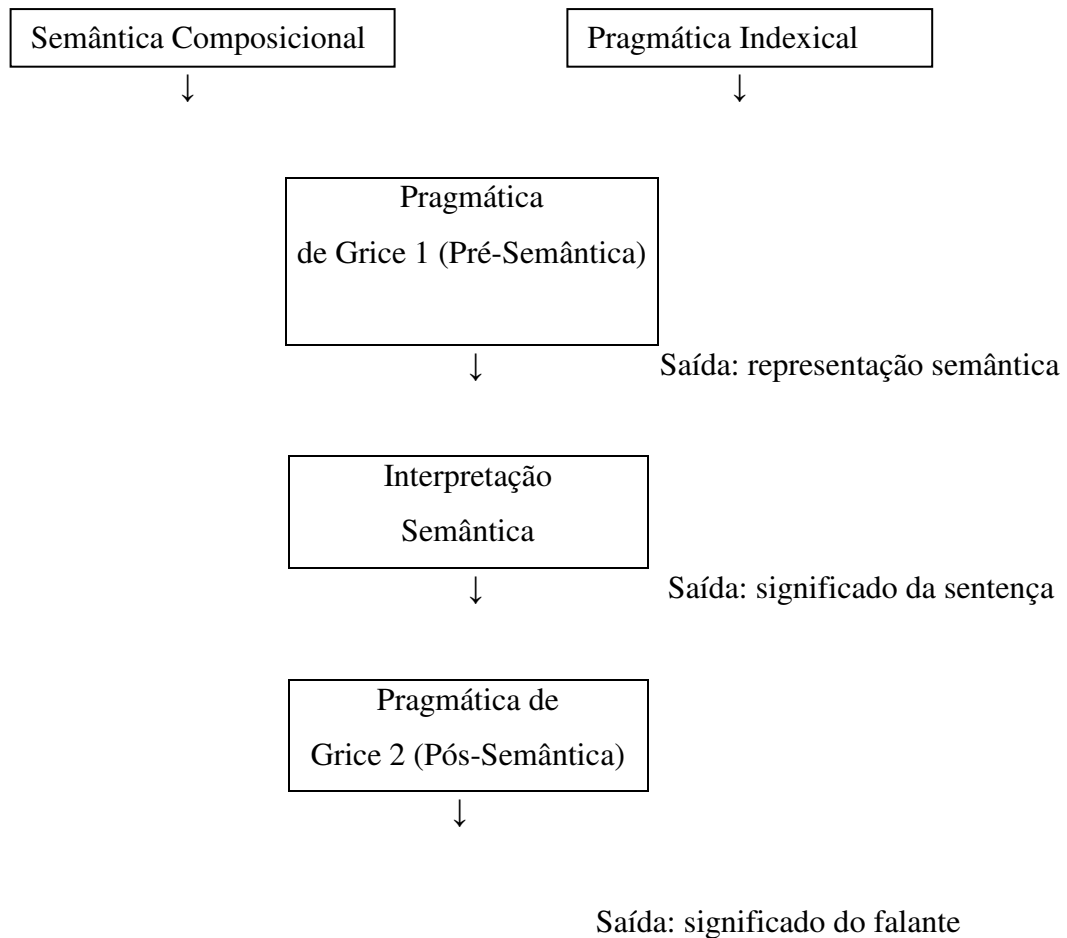 Semântica Composicional
Pragmática Indexical
↓
↓
Pragmática
de Grice 1 (Pré-Semântica)
↓
Saída: representação semântica
Interpretação
Semântica
↓
Saída: significado da sentença
Pragmática de
Grice 2 (Pós-Semântica)
↓
Saída: significado do falante